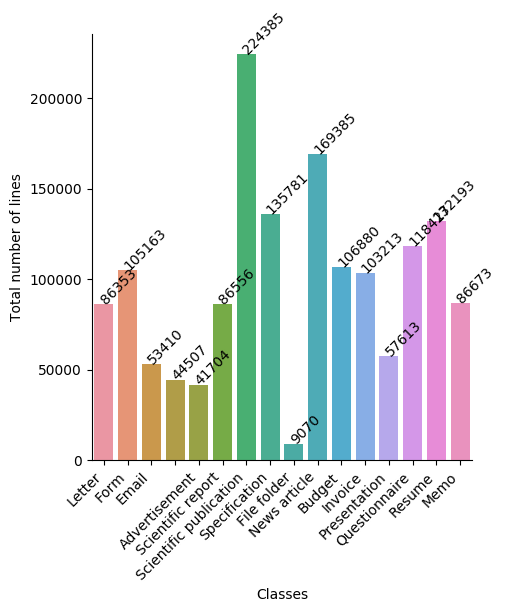 Total number of lines
200000
150000
100000
50000
0
86353
105163
53410
44507
41704
86556
224385
135781
9070
169385
106880
103213
57613
132193
86673
Letter
Form
Email
Advertisement
Scientific report
Scientific publication
Specification
File folder
News article
Budget
Invoice
Presentation
Questionnaire
Resume
Memo
Classes